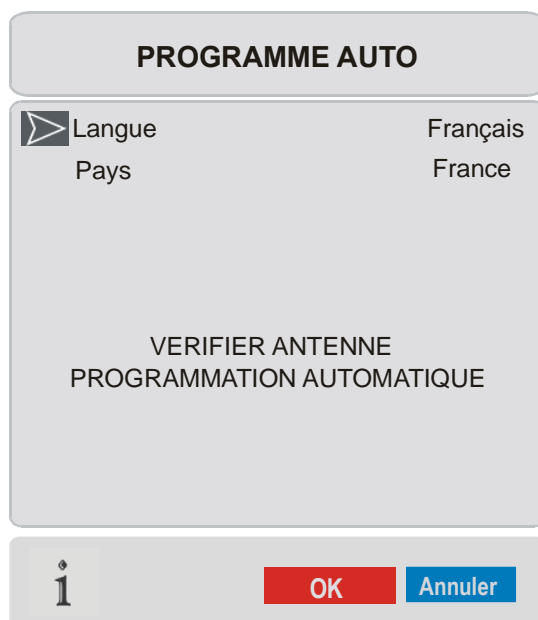 PROGRAMME AUTO
Langue Français
Pays France
VERIFIER ANTENNE
PROGRAMMATION AUTOMATIQUE
i OK Annuler